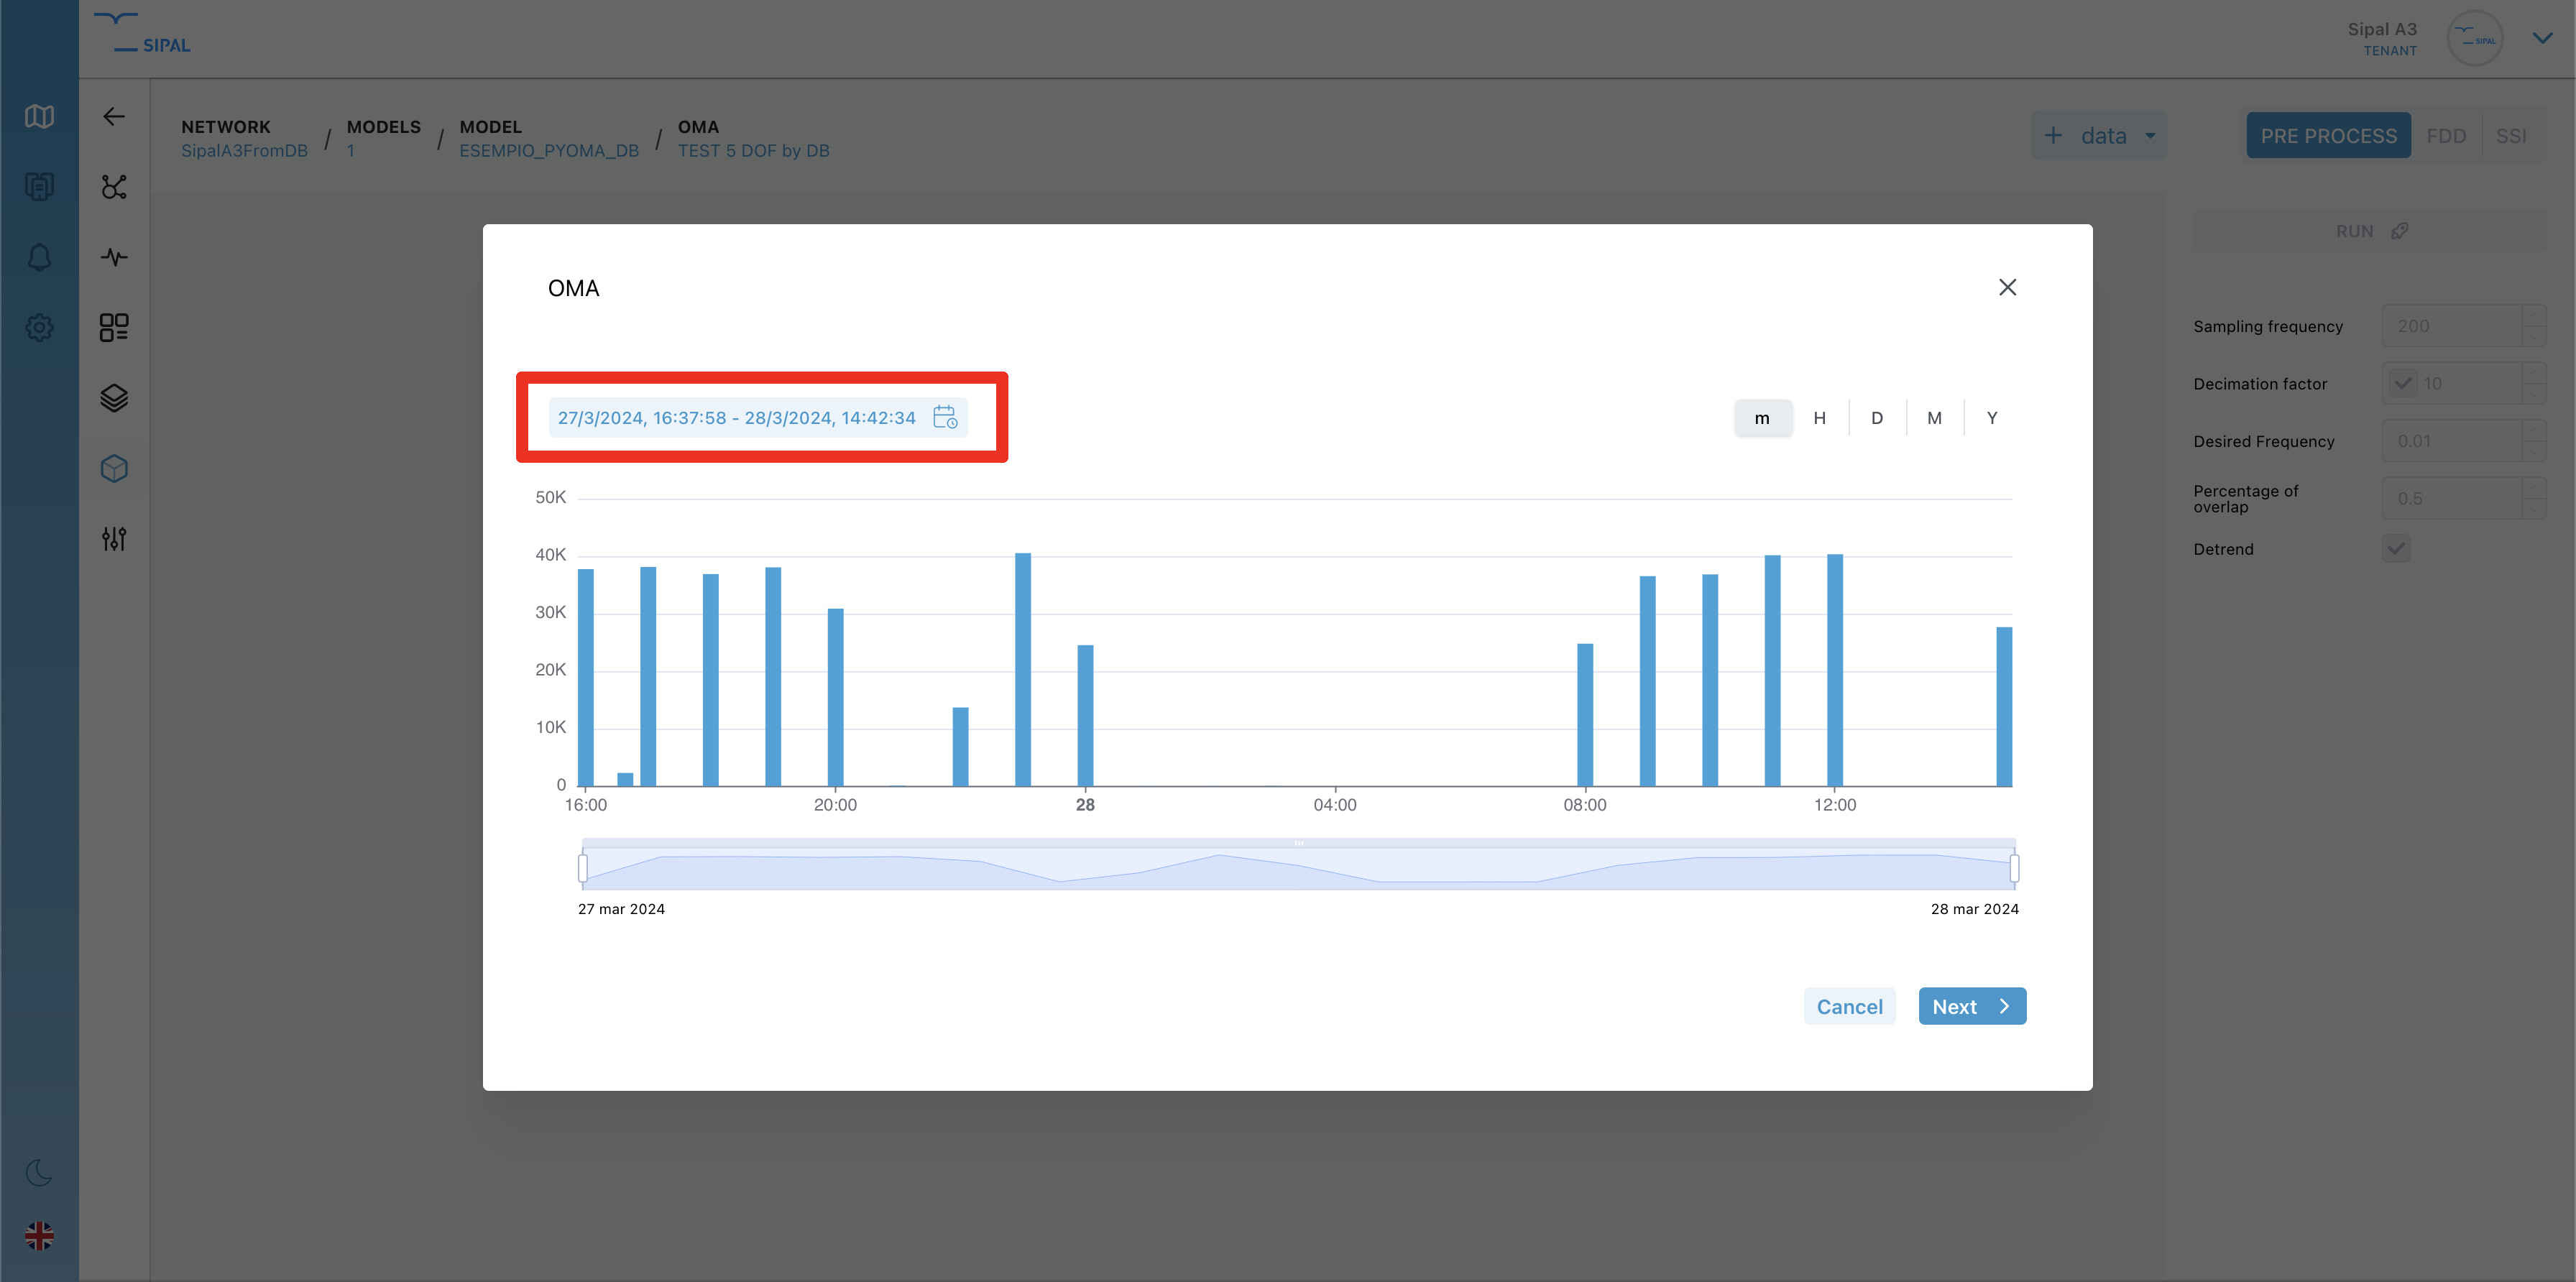 SIPAL
Sipal A3
TENANT
SIPAL
NETWORK / MODELS / MODEL / OMA
SipalA3FromDB 1 ESEMPIO_PYOMA_DB TEST 5 DOF by DB
+ data
PRE PROCESS FDD SSI
RUN
Sampling frequency 200
Decimation factor 10
Desired Frequency 0.01
Percentage of
overlap 0.5
Detrend
OMA
27/3/2024, 16:37:58 - 28/3/2024, 14:42:34
m H D M Y
50K
40K
30K
20K
10K
0
16:00 20:00 28 04:00 08:00 12:00
27 mar 2024 28 mar 2024
Cancel Next